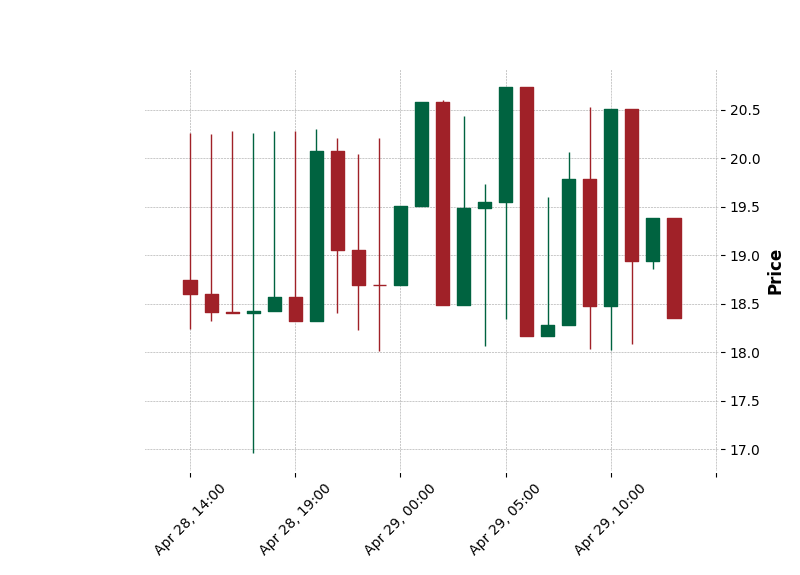 20.5
20.0
19.5
19.0
18.5
18.0
17.5
17.0
Price
Apr 28, 14:00
Apr 28, 19:00
Apr 29, 00:00
Apr 29, 05:00
Apr 29, 10:00